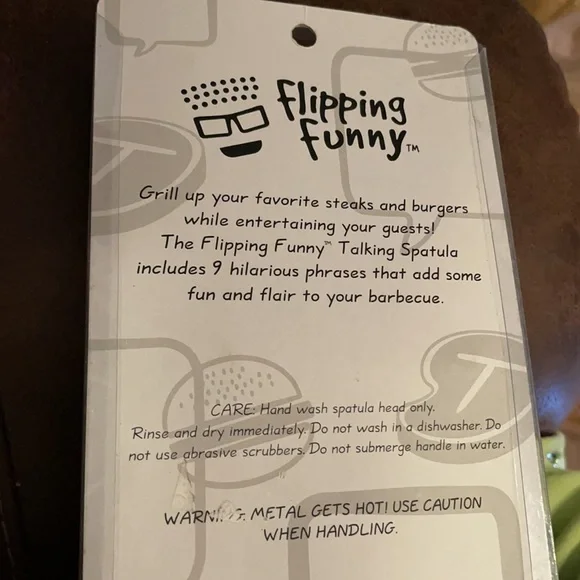 Flipping
Funny™
Grill up your favorite steaks and burgers
while entertaining your guests!
The Flipping Funny™ Talking Spatula
includes 9 hilarious phrases that add some
fun and flair to your barbecue.
CARE: Hand wash spatula head only.
Rinse and dry immediately. Do not wash in a dishwasher. Do
not use abrasive scrubbers. Do not submerge handle in water.
METAL GETS HOT! USE CAUTION
WHEN HANDLING.